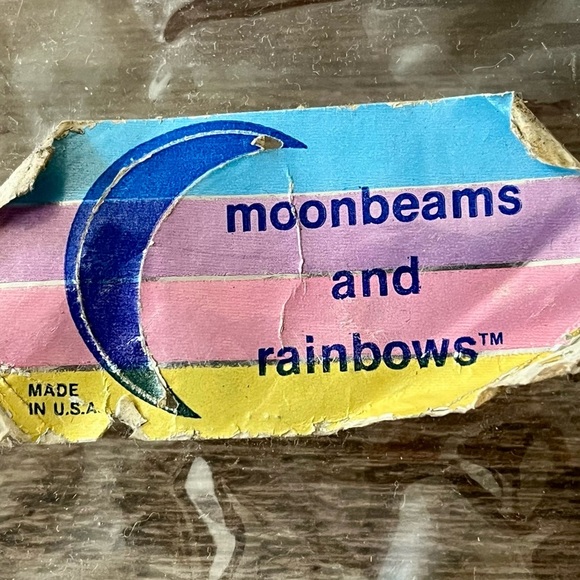 moonbeams
and
rainbows™
MADE
IN U.S.A.